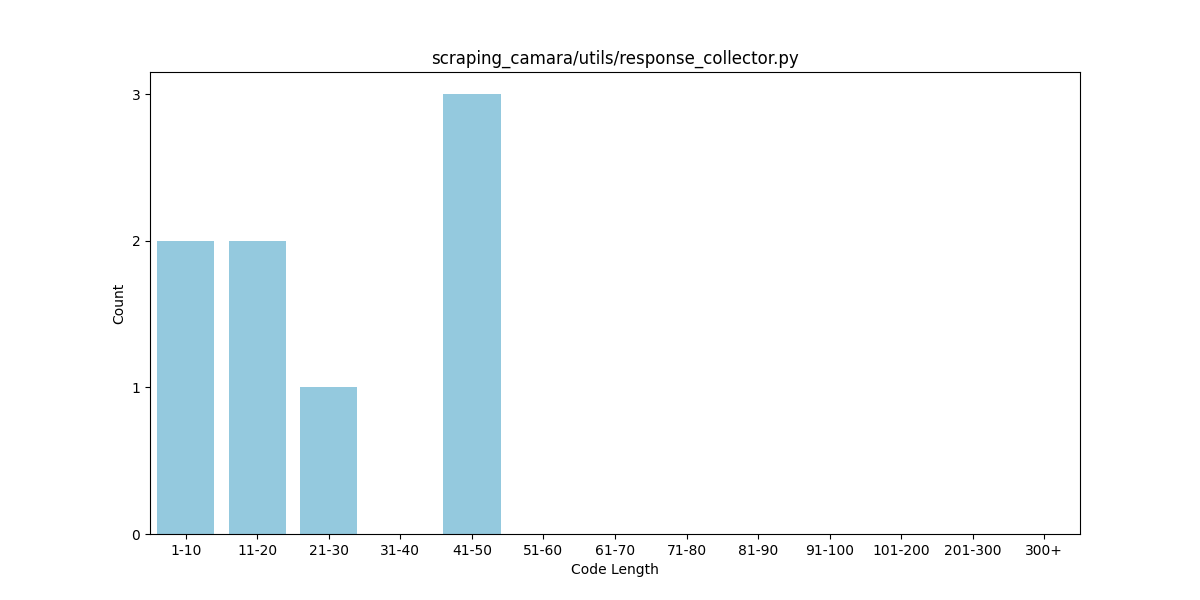 scraping_camara/utils/response_collector.py
3
2
1
0
Count
1-10 11-20 21-30 31-40 41-50 51-60 61-70 71-80 81-90 91-100 101-200 201-300 300+
Code Length